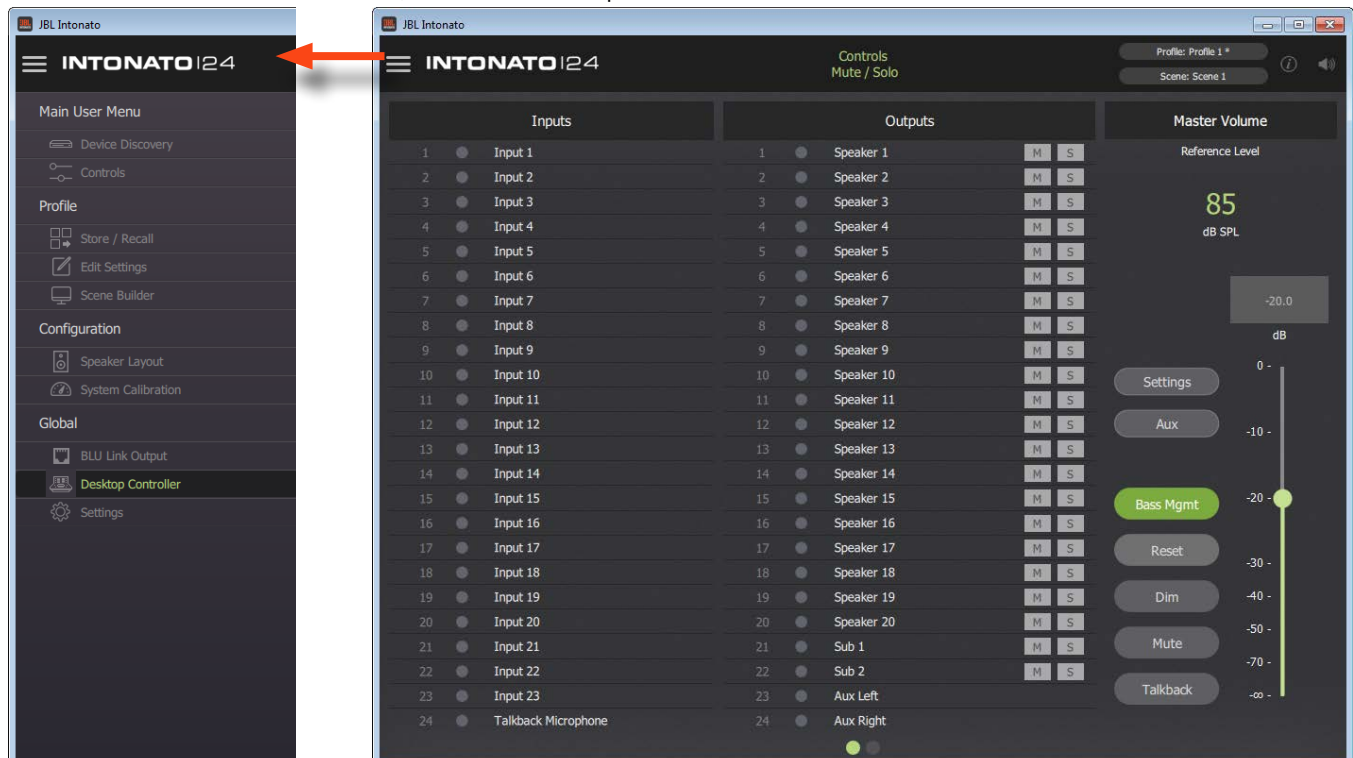 JBL Intonato
INTONATO|24
Main User Menu
Device Discovery
Controls
Profile
Store / Recall
Edit Settings
Scene Builder
Configuration
Speaker Layout
System Calibration
Global
BLU Link Output
Desktop Controller
Settings
JBL Intonato
INTONATO|24
Controls
Mute / Solo
Profile: Profile 1 *
Scene: Scene 1
Inputs
1 Input 1
2 Input 2
3 Input 3
4 Input 4
5 Input 5
6 Input 6
7 Input 7
8 Input 8
9 Input 9
10 Input 10
11 Input 11
12 Input 12
13 Input 13
14 Input 14
15 Input 15
16 Input 16
17 Input 17
18 Input 18
19 Input 19
20 Input 20
21 Input 21
22 Input 22
23 Input 23
24 Talkback Microphone
Outputs
1 Speaker 1 M S
2 Speaker 2 M S
3 Speaker 3 M S
4 Speaker 4 M S
5 Speaker 5 M S
6 Speaker 6 M S
7 Speaker 7 M S
8 Speaker 8 M S
9 Speaker 9 M S
10 Speaker 10 M S
11 Speaker 11 M S
12 Speaker 12 M S
13 Speaker 13 M S
14 Speaker 14 M S
15 Speaker 15 M S
16 Speaker 16 M S
17 Speaker 17 M S
18 Speaker 18 M S
19 Speaker 19 M S
20 Speaker 20 M S
21 Sub 1 M S
22 Sub 2 M S
23 Aux Left
24 Aux Right
Master Volume
Reference Level
85
dB SPL
-20.0
dB
Settings
Aux
Bass Mgmt
Reset
Dim
Mute
Talkback
0 -
-10 -
-20 -
-30 -
-40 -
-50 -
-70 -
-∞ -